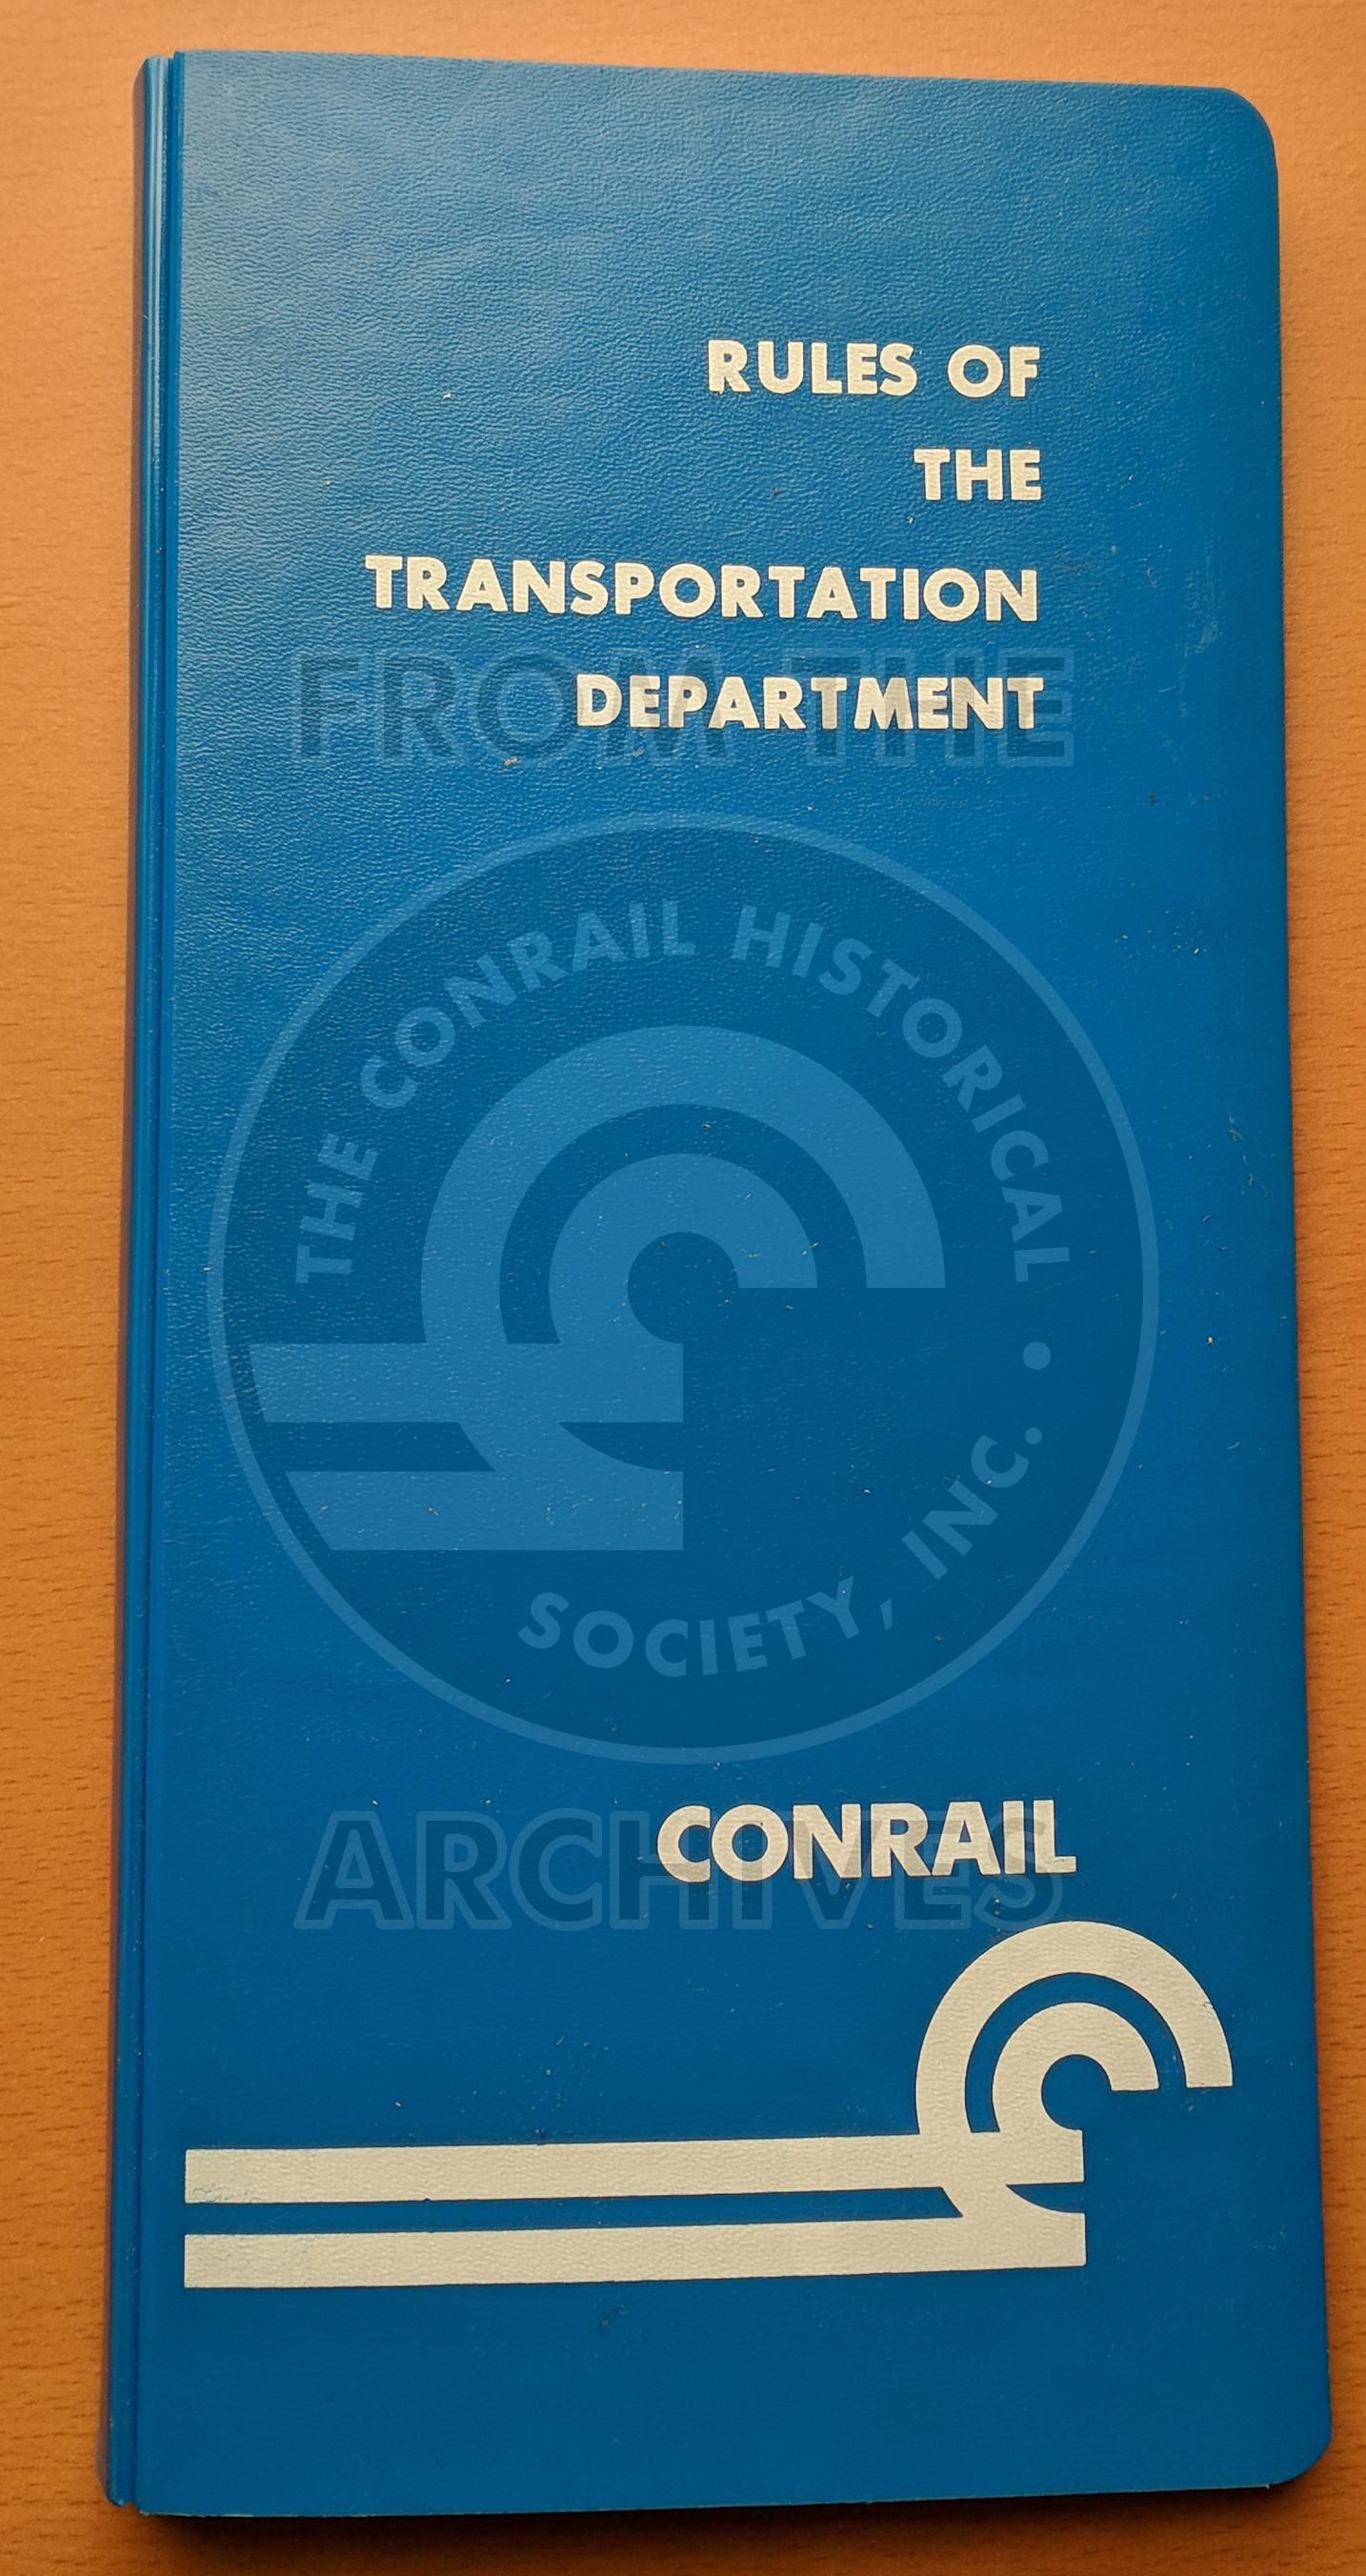 RULES OF
THE
TRANSPORTATION
DEPARTMENT
FROM THE
THE CONRAIL HISTORICAL •
SOCIETY, INC.
CONRAIL
ARCHIVES